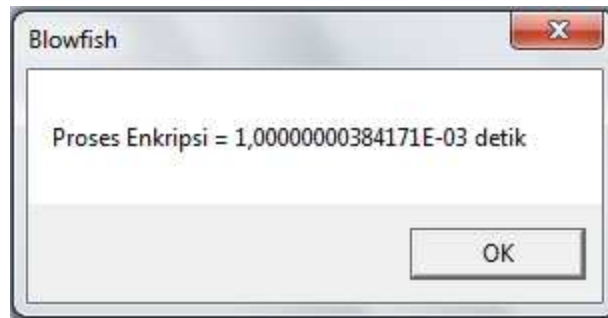 Blowfish
Proses Enkripsi = 1,00000000384171E-03 detik
OK